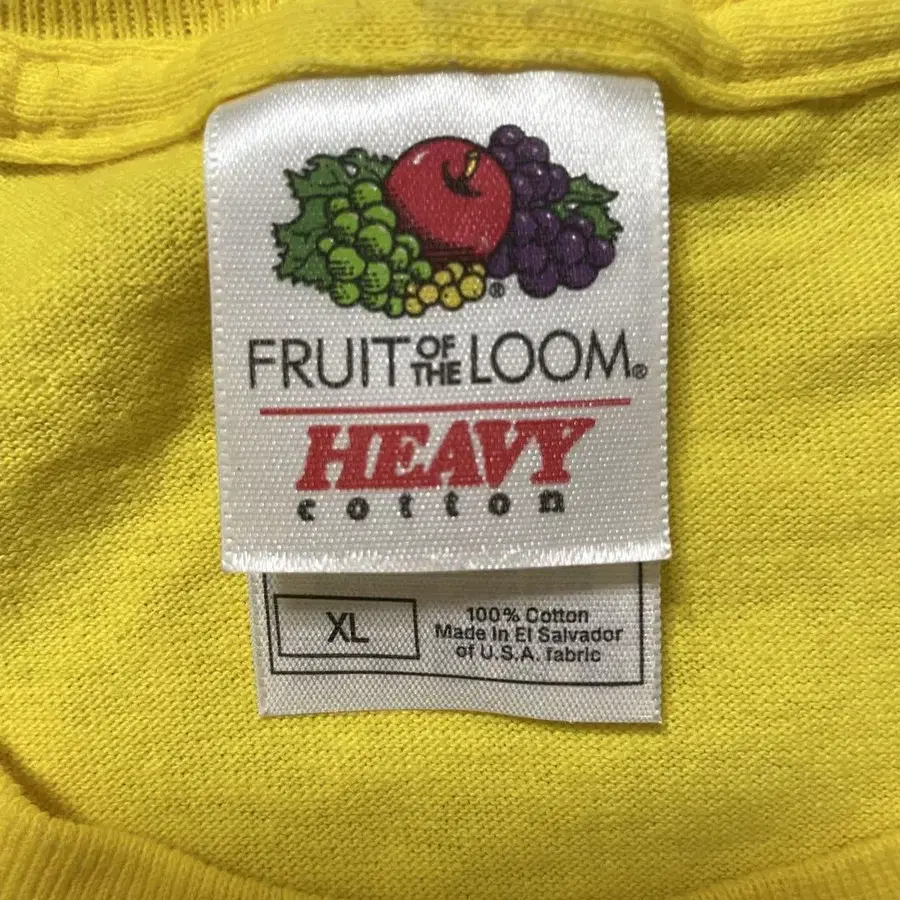 ®
FRUIT OF THE LOOM®
HEAVY
cotton
XL
100% Cotton
Made in El Salvador
of U.S.A. fabric